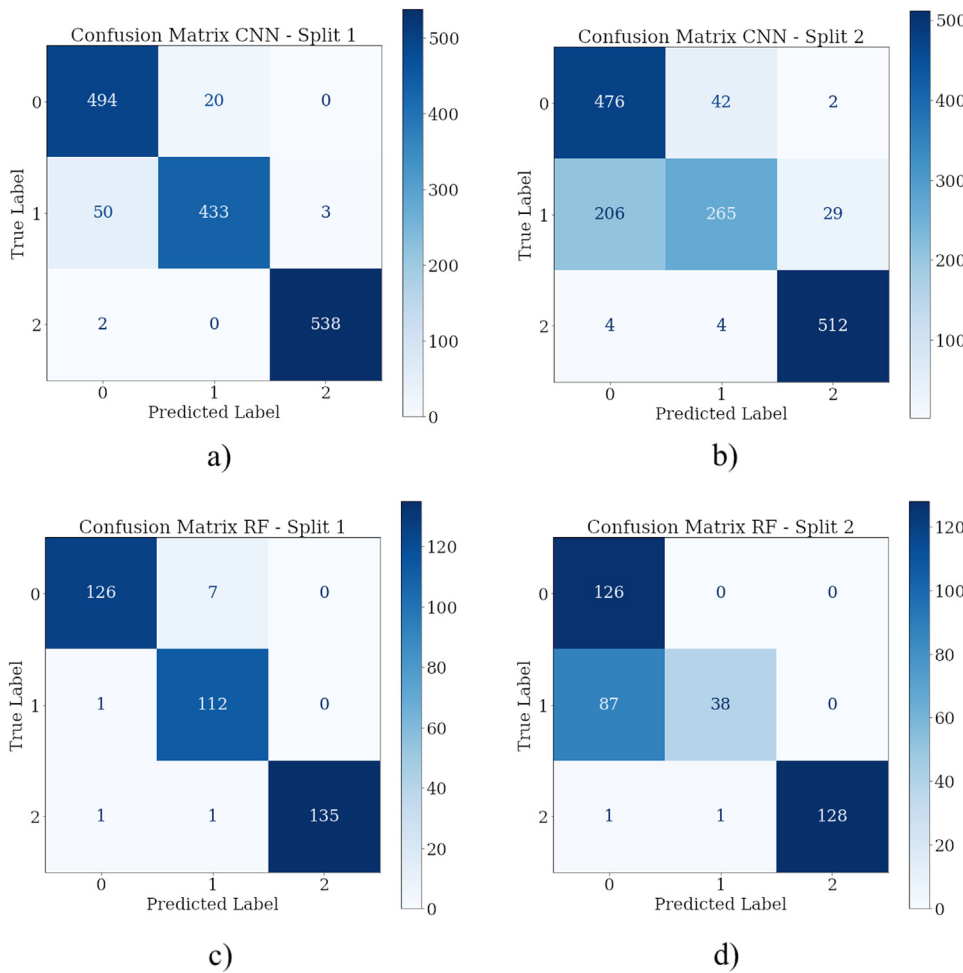 Confusion Matrix CNN - Split 1
500
400
300
200
100
0
True Label
0
494 20 0
1
50 433 3
2
2 0 538
0 1 2
Predicted Label
a)
Confusion Matrix CNN - Split 2
500
400
300
200
100
True Label
0
476 42 2
1
206 265 29
2
4 4 512
0 1 2
Predicted Label
b)
Confusion Matrix RF - Split 1
120
100
80
60
40
20
0
True Label
0
126 7 0
1
1 112 0
2
1 1 135
0 1 2
Predicted Label
c)
Confusion Matrix RF - Split 2
120
100
80
60
40
20
0
True Label
0
126 0 0
1
87 38 0
2
1 1 128
0 1 2
Predicted Label
d)